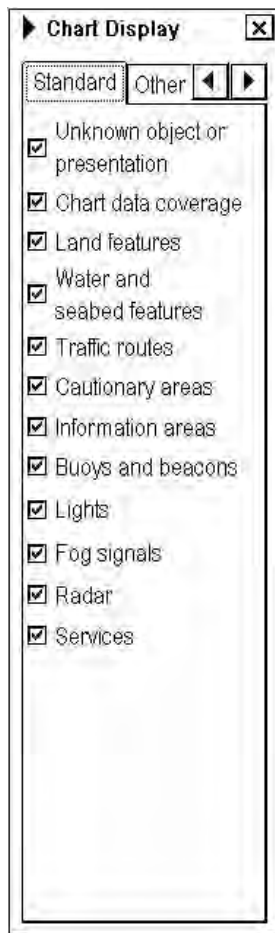 Chart Display
Standard Other
Unknown object or
presentation
Chart data coverage
Land features
Water and
seabed features
Traffic routes
Cautionary areas
Information areas
Buoys and beacons
Lights
Fog signals
Radar
Services